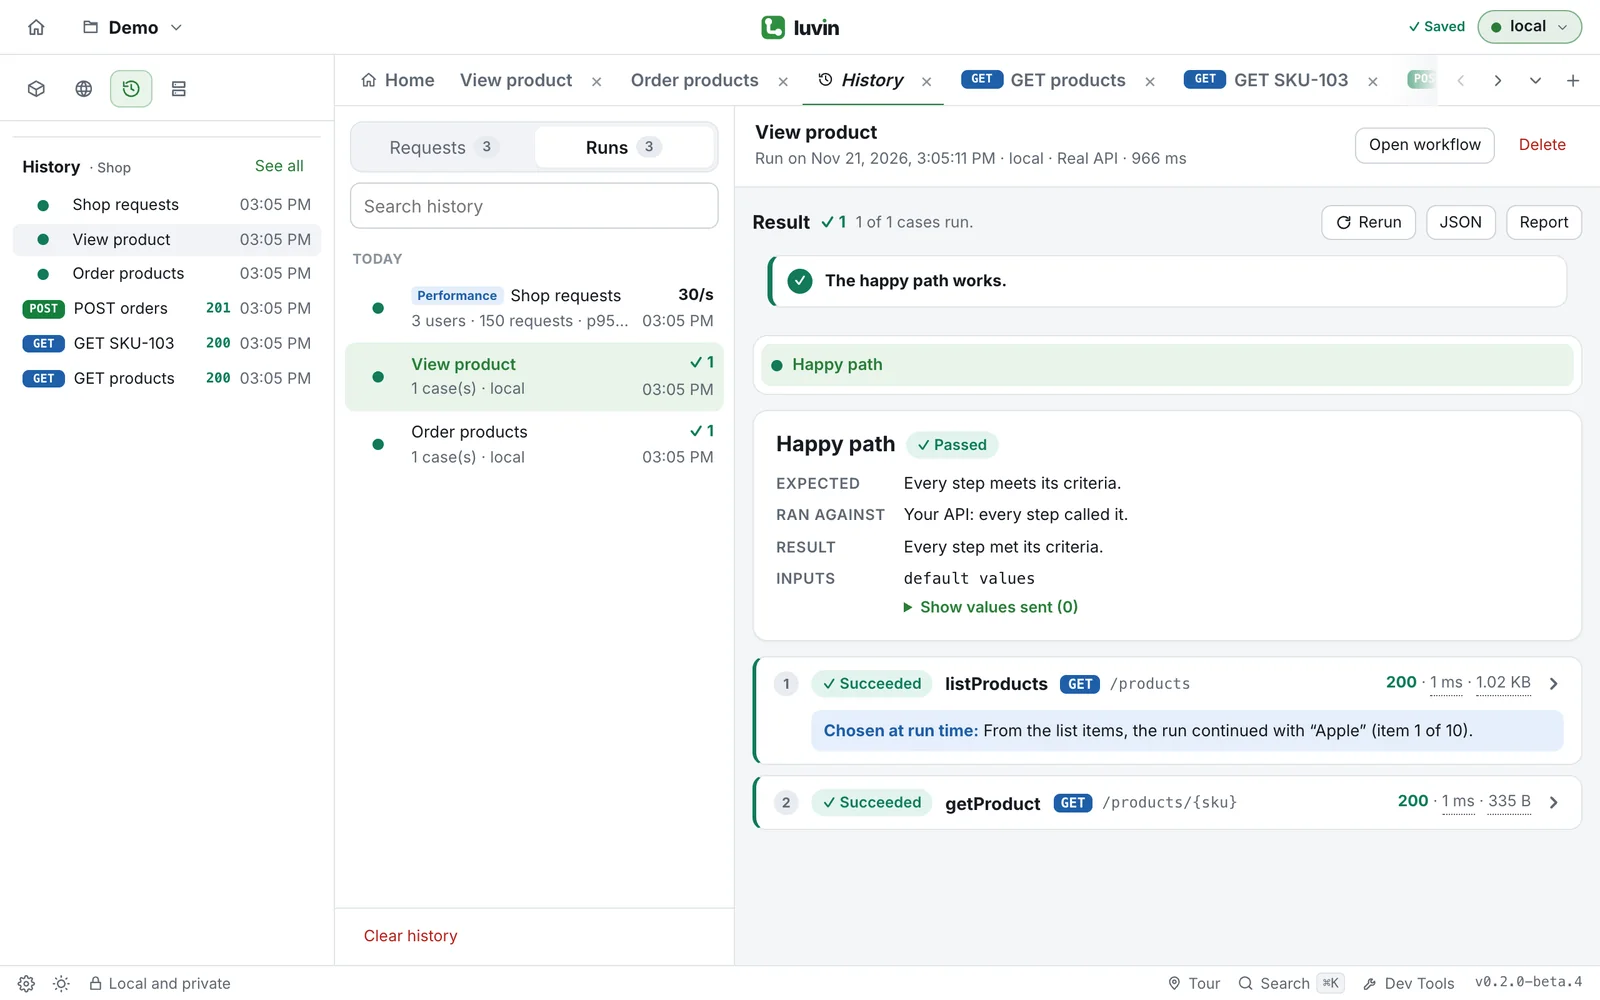 Demo
luvin
Saved
local
Home
View product
Order products
History
GET GET products
GET GET SKU-103
POS
History · Shop
See all
Shop requests 03:05 PM
View product 03:05 PM
Order products 03:05 PM
POST POST orders 201 03:05 PM
GET GET SKU-103 200 03:05 PM
GET GET products 200 03:05 PM
Requests 3
Runs 3
Search history
TODAY
Performance Shop requests 30/s
3 users · 150 requests · p95... 03:05 PM
View product ✓ 1
1 case(s) · local 03:05 PM
Order products ✓ 1
1 case(s) · local 03:05 PM
Clear history
View product
Run on Nov 21, 2026, 3:05:11 PM · local · Real API · 966 ms
Open workflow
Delete
Result ✓ 1 1 of 1 cases run.
Rerun
JSON
Report
The happy path works.
Happy path
Happy path ✓ Passed
EXPECTED Every step meets its criteria.
RAN AGAINST Your API: every step called it.
RESULT Every step met its criteria.
INPUTS default values
Show values sent (0)
1 ✓ Succeeded listProducts GET /products 200 · 1 ms · 1.02 KB
Chosen at run time: From the list items, the run continued with “Apple” (item 1 of 10).
2 ✓ Succeeded getProduct GET /products/{sku} 200 · 1 ms · 335 B
Local and private
Tour
Search ⌘K
Dev Tools
v0.2.0-beta.4